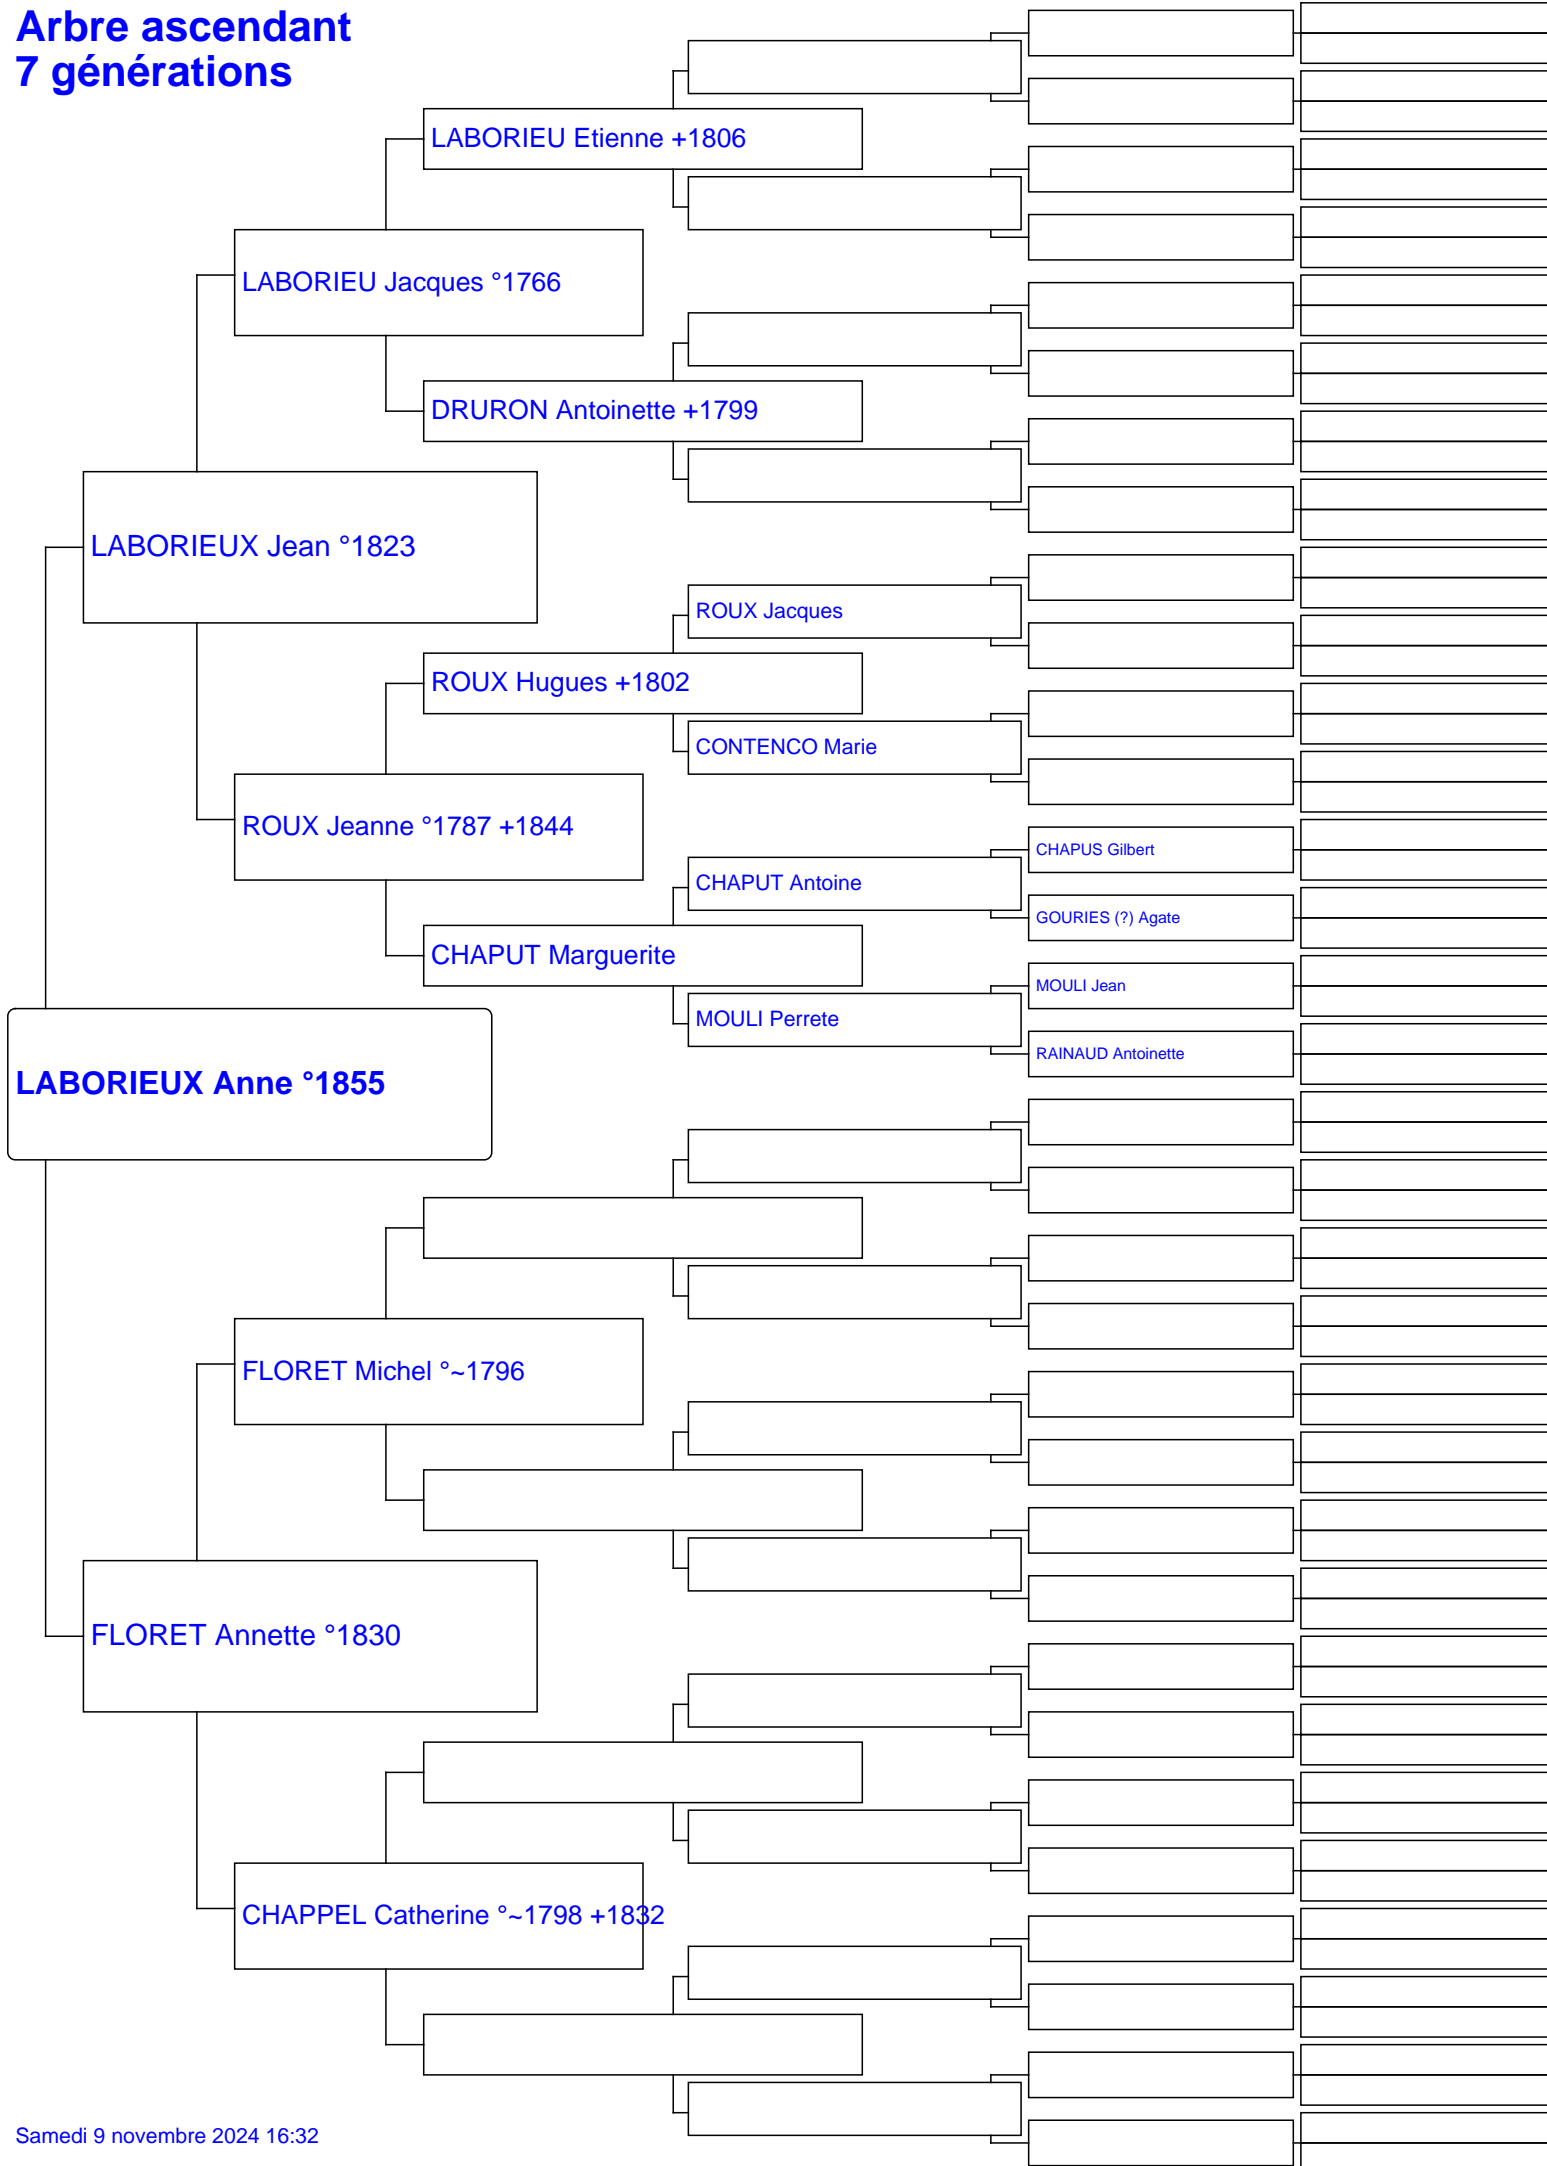 Arbre ascendant
7 générations
LABORIEU Etienne +1806
LABORIEU Jacques °1766
DRURON Antoinette +1799
LABORIEUX Jean °1823
ROUX Jacques
ROUX Hugues +1802
CONTENCO Marie
ROUX Jeanne °1787 +1844
CHAPUS Gilbert
CHAPUT Antoine
GOURIES (?) Agate
CHAPUT Marguerite
MOULI Jean
MOULI Perrete
RAINAUD Antoinette
LABORIEUX Anne °1855
FLORET Michel °~1796
FLORET Annette °1830
CHAPPEL Catherine °~1798 +1832
Samedi 9 novembre 2024 16:32